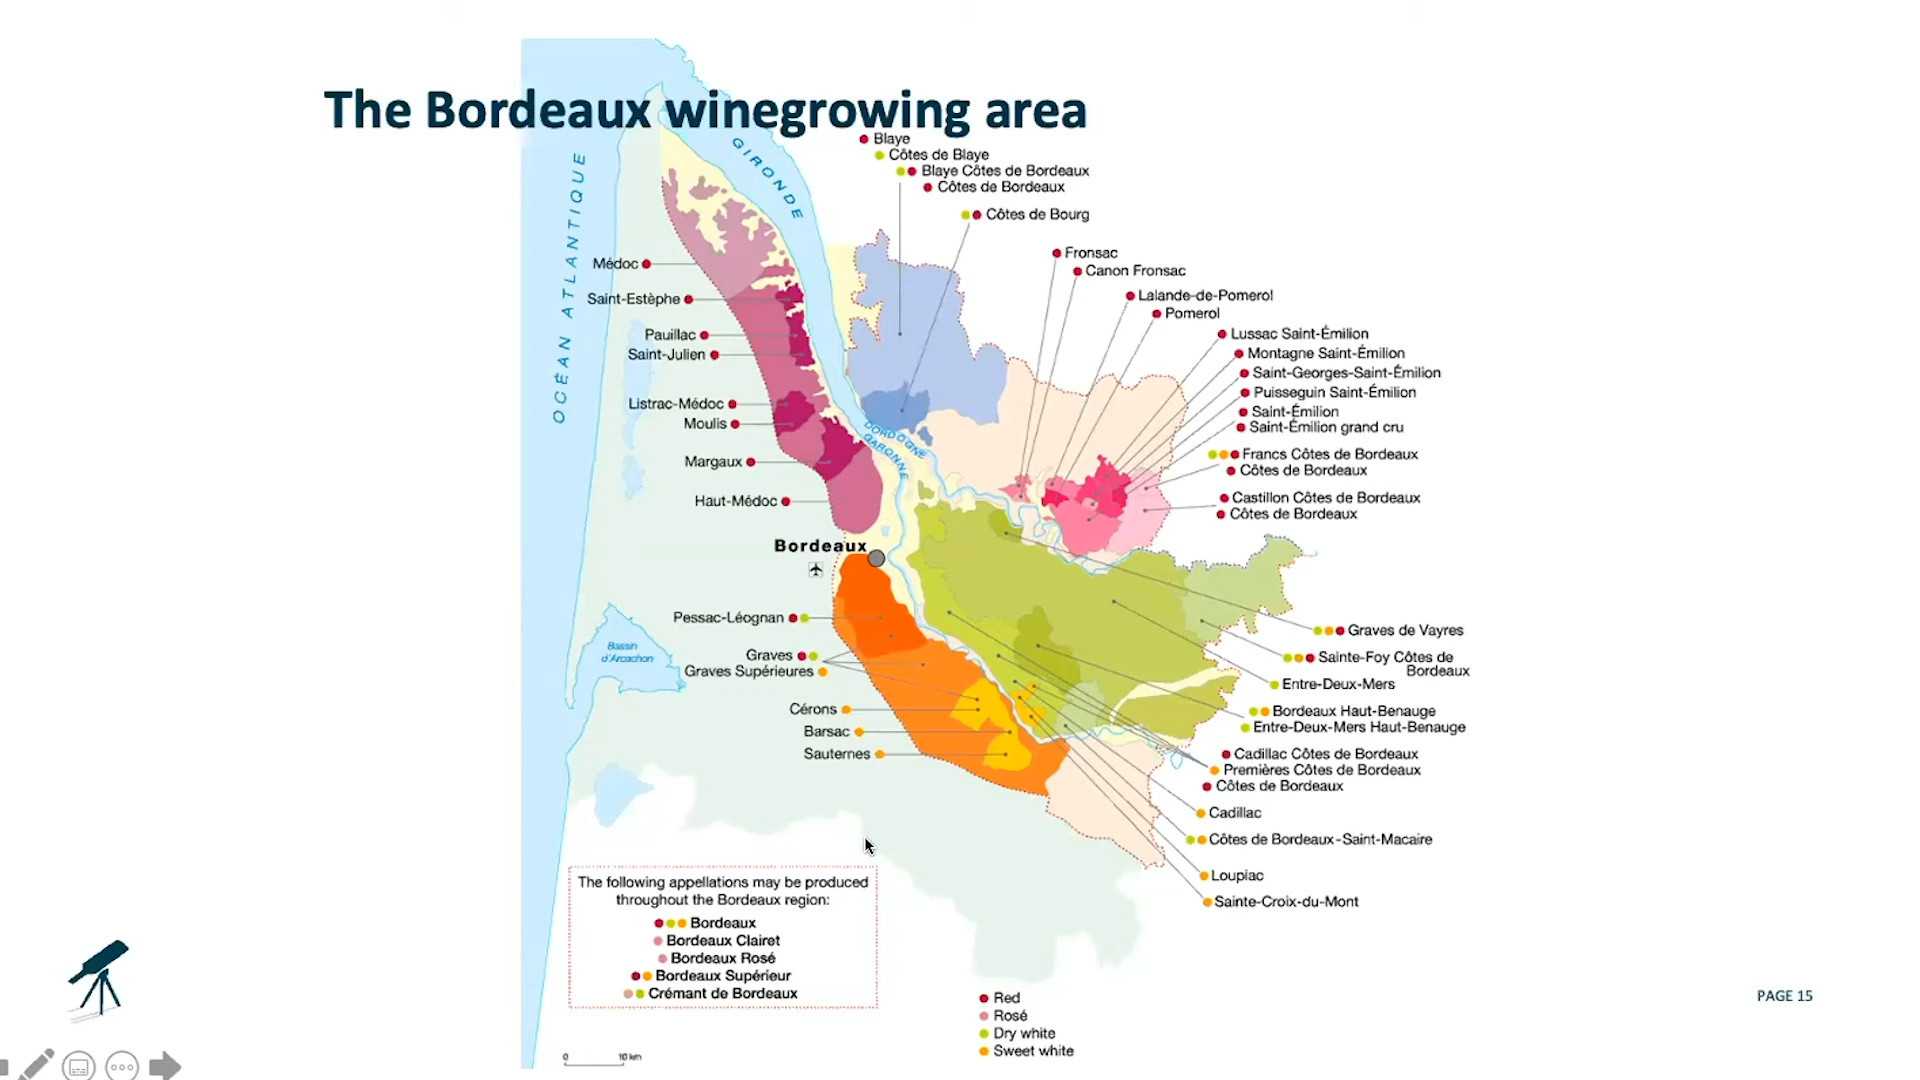 The Bordeaux winegrowing area
OCÉAN ATLANTIQUE
GIRONDE
Blaye
Côtes de Blaye
Blaye Côtes de Bordeaux
Côtes de Bordeaux
Côtes de Bourg
Fronsac
Canon Fronsac
Lalande-de-Pomerol
Pomerol
Lussac Saint-Émilion
Montagne Saint-Émilion
Saint-Georges-Saint-Émilion
Puisseguin Saint-Émilion
Saint-Émilion
Saint-Émilion grand cru
Francs Côtes de Bordeaux
Côtes de Bordeaux
Castillon Côtes de Bordeaux
Côtes de Bordeaux
Médoc
Saint-Estèphe
Pauillac
Saint-Julien
Listrac-Médoc
Moulis
Margaux
Haut-Médoc
DORDOGNE
GARONNE
Bordeaux
Pessac-Léognan
Graves
Graves Supérieures
Cérons
Barsac
Sauternes
Bassin
d'Arcachon
Graves de Vayres
Sainte-Foy Côtes de
Bordeaux
Entre-Deux-Mers
Bordeaux Haut-Benauge
Entre-Deux-Mers Haut-Benauge
Cadillac Côtes de Bordeaux
Premières Côtes de Bordeaux
Côtes de Bordeaux
Cadillac
Côtes de Bordeaux-Saint-Macaire
Loupiac
Sainte-Croix-du-Mont
The following appellations may be produced
throughout the Bordeaux region:
Bordeaux
Bordeaux Clairet
Bordeaux Rosé
Bordeaux Supérieur
Crémant de Bordeaux
Red
Rosé
Dry white
Sweet white
0 10 km
PAGE 15